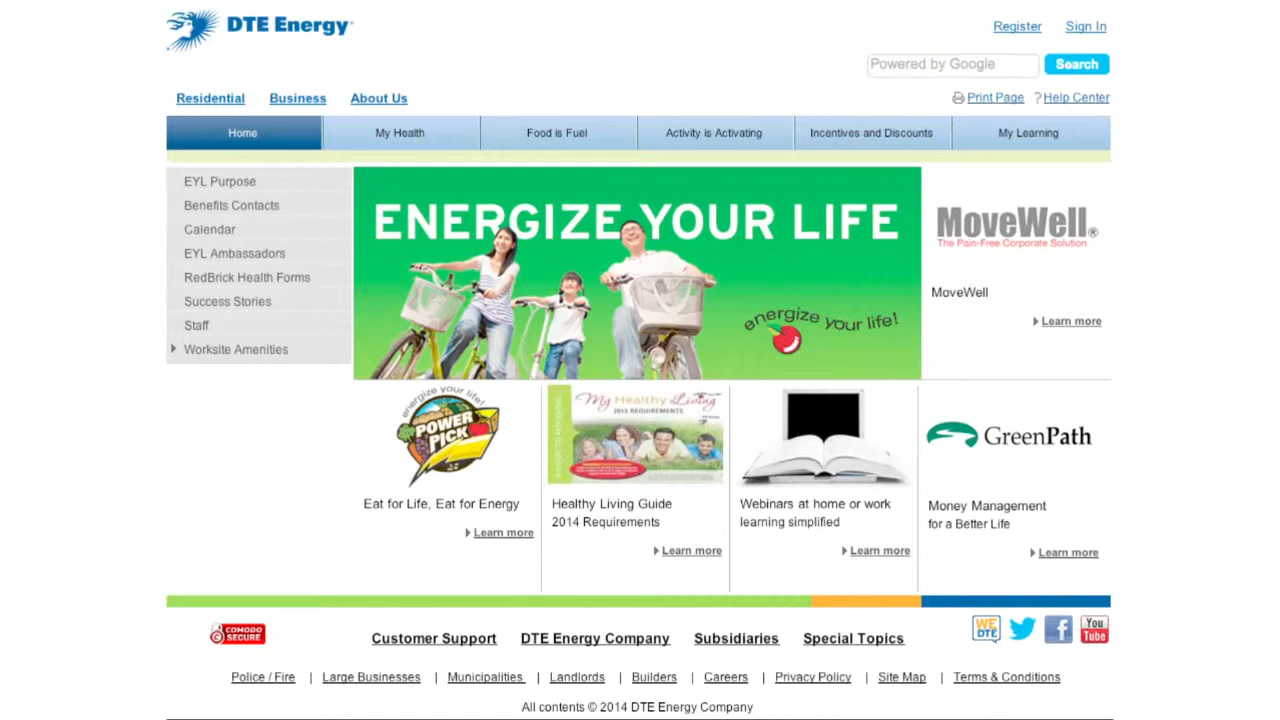 DTE Energy
Register Sign In
Powered by Google Search
Residential Business About Us
Print Page ? Help Center
Home My Health Food is Fuel Activity is Activating Incentives and Discounts My Learning
EYL Purpose
Benefits Contacts
Calendar
EYL Ambassadors
RedBrick Health Forms
Success Stories
Staff
Worksite Amenities
ENERGIZE YOUR LIFE
energize your life!
MoveWell®
The Pain-Free Corporate Solution
MoveWell
Learn more
energize your life!
POWER
PICK
Eat for Life, Eat for Energy
Learn more
My Healthy Living
2015 REQUIREMENTS
Healthy Living Guide
2014 Requirements
Learn more
Webinars at home or work
learning simplified
Learn more
GreenPath
Money Management
for a Better Life
Learn more
COMODO
SECURE
Customer Support DTE Energy Company Subsidiaries Special Topics
WE
DTE
f
You
Tube
Police / Fire | Large Businesses | Municipalities | Landlords | Builders | Careers | Privacy Policy | Site Map | Terms & Conditions
All contents © 2014 DTE Energy Company